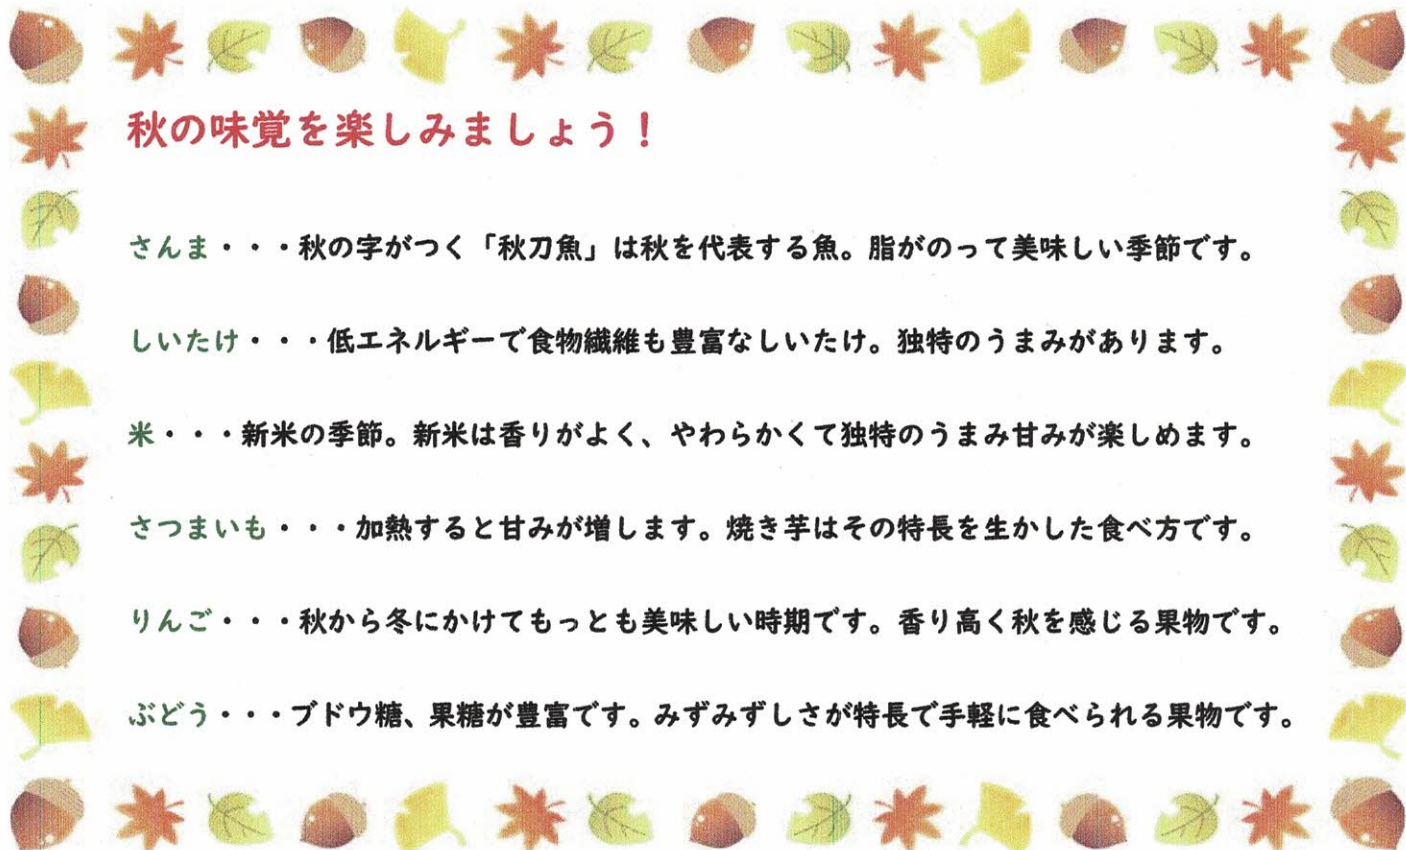 秋の味覚を楽しみましょう！
さんま・・・秋の字がつく「秋刀魚」は秋を代表する魚。脂がのって美味しい季節です。
しいたけ・・・低エネルギーで食物繊維も豊富なしいたけ。独特のうまみがあります。
米・・・新米の季節。新米は香りがよく、やわらかくて独特のうまみ甘みが楽しめます。
さつまいも・・・加熱すると甘みが増します。焼き芋はその特長を生かした食べ方です。
りんご・・・秋から冬にかけてもっとも美味しい時期です。香り高く秋を感じる果物です。
ぶどう・・・ブドウ糖、果糖が豊富です。みずみずしさが特長で手軽に食べられる果物です。